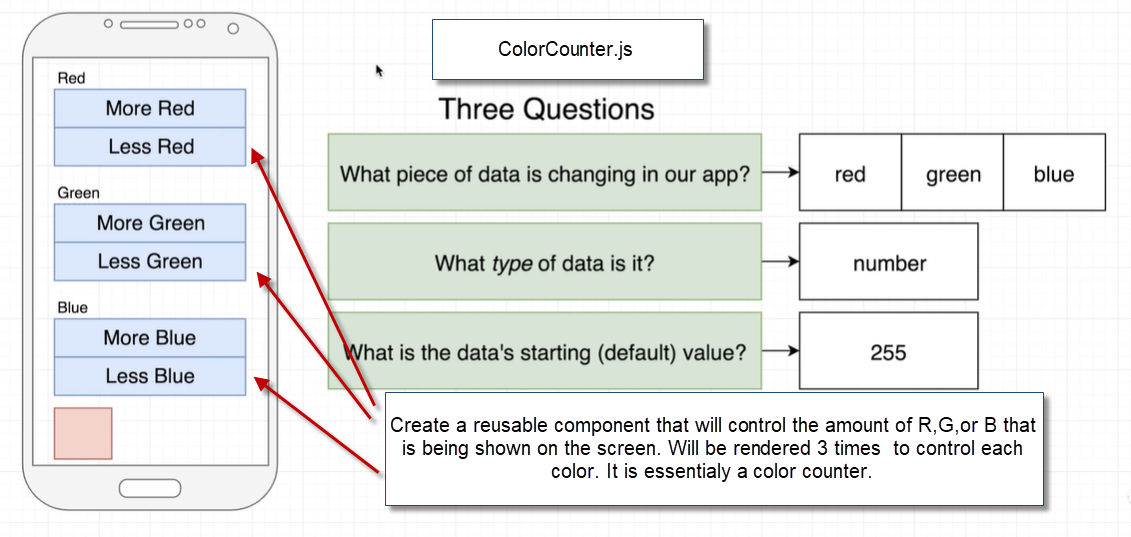 ColorCounter.js
Three Questions
Red
More Red
Less Red
Green
More Green
Less Green
Blue
More Blue
Less Blue
What piece of data is changing in our app?
red
green
blue
What type of data is it?
number
What is the data's starting (default) value?
255
Create a reusable component that will control the amount of R,G,or B that
is being shown on the screen. Will be rendered 3 times to control each
color. It is essentialy a color counter.